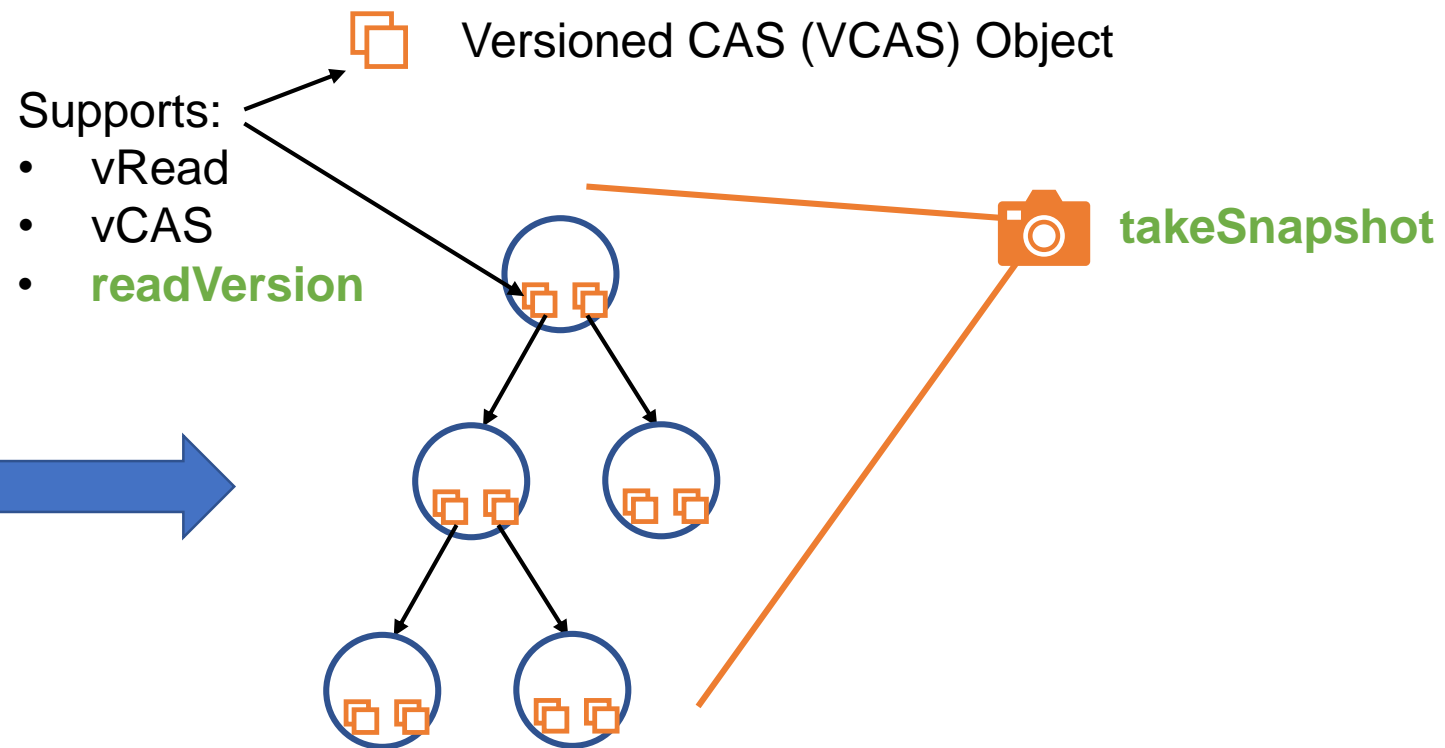 Versioned CAS (VCAS) Object
Supports:
• vRead
• vCAS
• readVersion
takeSnapshot